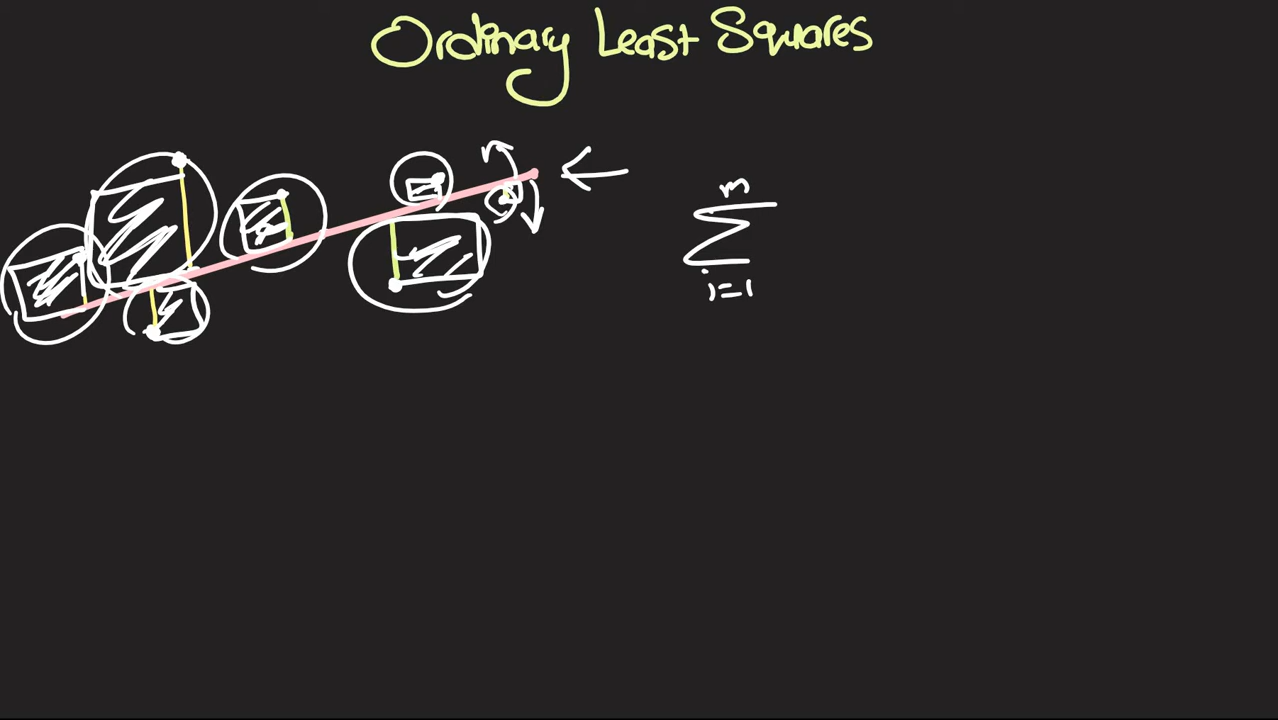 Ordinary Least Squares
m
Σ
i=1